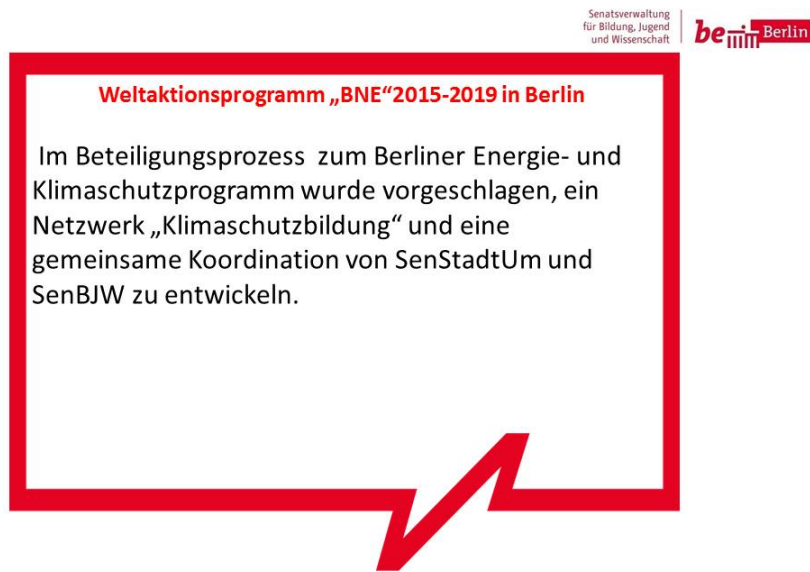 Senatsverwaltung
für Bildung, Jugend
und Wissenschaft
be Berlin
Weltaktionsprogramm „BNE“2015-2019 in Berlin
Im Beteiligungsprozess  zum Berliner Energie- und
Klimaschutzprogramm wurde vorgeschlagen, ein
Netzwerk „Klimaschutzbildung“ und eine
gemeinsame Koordination von SenStadtUm und
SenBJW zu entwickeln.